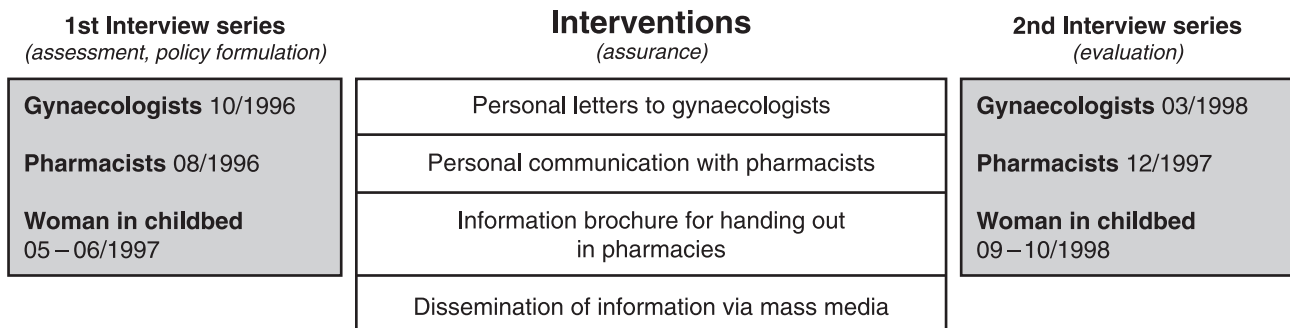 1st Interview series
(assessment, policy formulation)
Gynaecologists 10/1996
Pharmacists 08/1996
Woman in childbed
05 – 06/1997
Interventions
(assurance)
Personal letters to gynaecologists
Personal communication with pharmacists
Information brochure for handing out
in pharmacies
Dissemination of information via mass media
2nd Interview series
(evaluation)
Gynaecologists 03/1998
Pharmacists 12/1997
Woman in childbed
09 – 10/1998